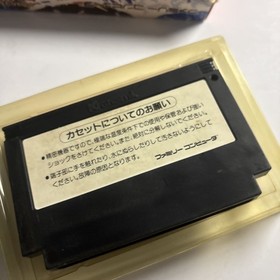 カセットについてのお願い
●精密機器ですので、極端な温度条件下での使用や保管および強い
ショックをさけてください。また、絶対に分解しないでください。
●端子部に手を触れたり、水にぬらしたりして汚さないようにして
ください。故障の原因となります。
ファミリーコンピュータ